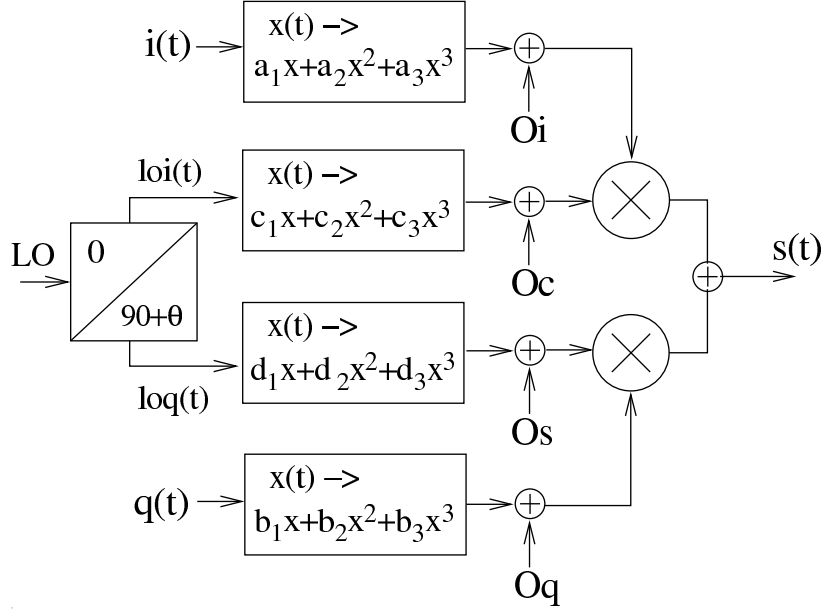 i(t)
x(t) –>
a₁x+a₂x²+a₃x³
Oi
loi(t)
x(t) –>
c₁x+c₂x²+c₃x³
Oc
LO
0
90+θ
s(t)
x(t) –>
d₁x+d₂x²+d₃x³
loq(t)
Os
q(t)
x(t) –>
b₁x+b₂x²+b₃x³
Oq